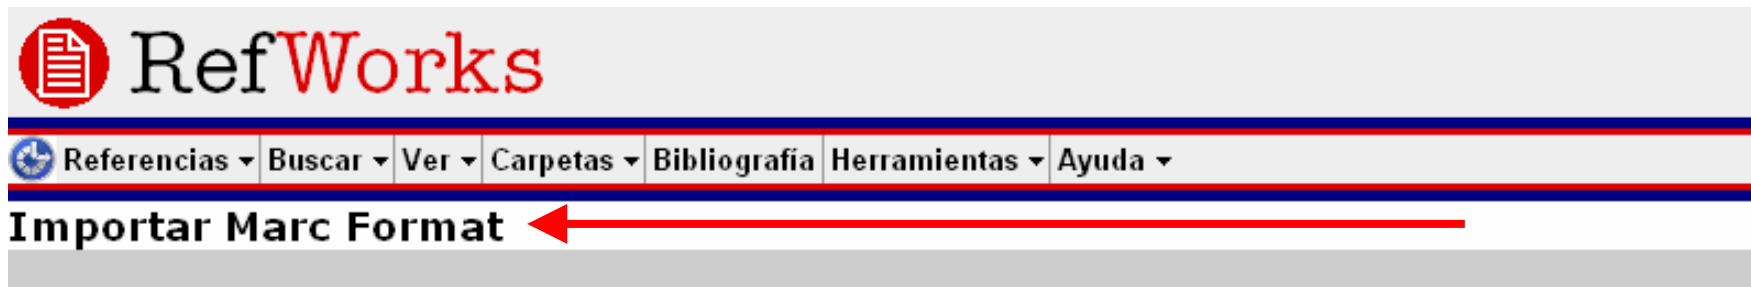 RefWorks
Referencias Buscar Ver Carpetas Bibliografía Herramientas Ayuda
Importar Marc Format